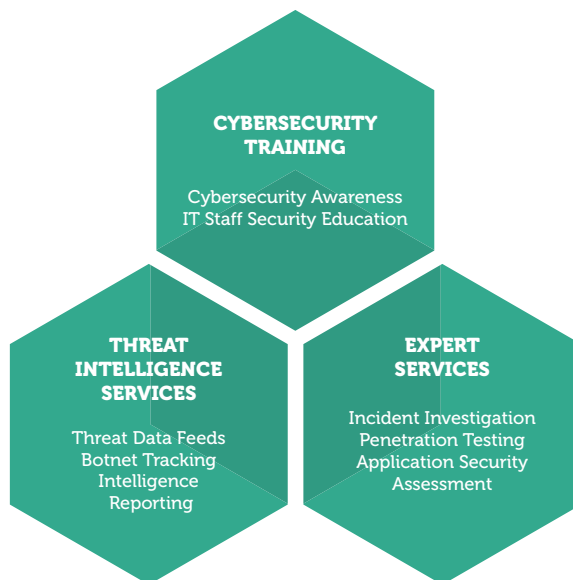 CYBERSECURITY
TRAINING
Cybersecurity Awareness
IT Staff Security Education
THREAT
INTELLIGENCE
SERVICES
Threat Data Feeds
Botnet Tracking
Intelligence
Reporting
EXPERT
SERVICES
Incident Investigation
Penetration Testing
Application Security
Assessment